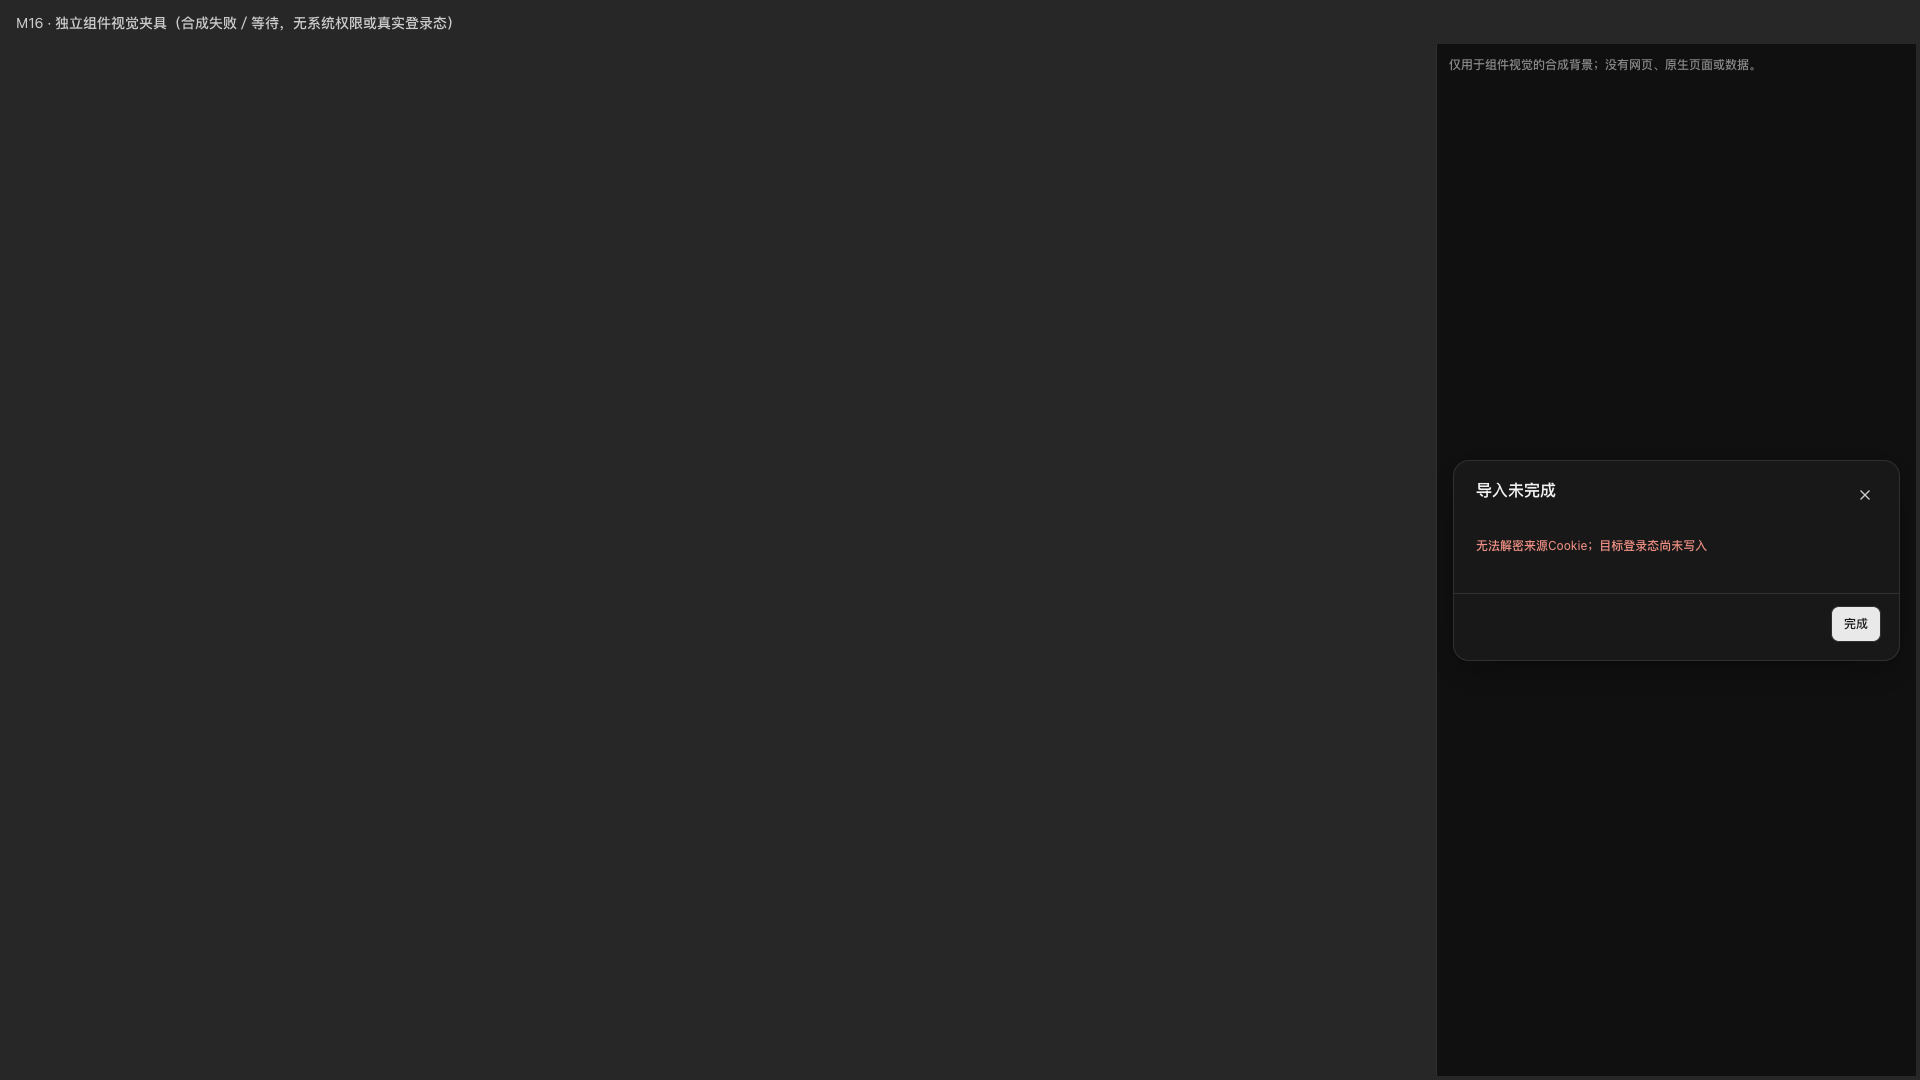 M16 · 独立组件视觉夹具（合成失败 / 等待，无系统权限或真实登录态）
仅用于组件视觉的合成背景；没有网页、原生页面或数据。
导入未完成
无法解密来源Cookie；目标登录态尚未写入
完成